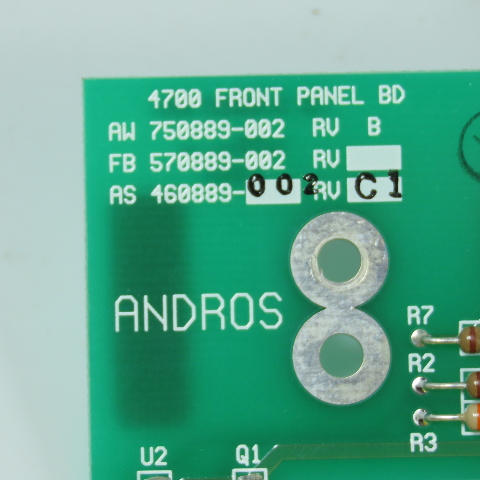 4700 FRONT PANEL BD
AW 750889-002 RV B
FB 570889-002 RV
AS 460889-002 RV C1
ANDROS
R7
R2
R3
U2 Q1